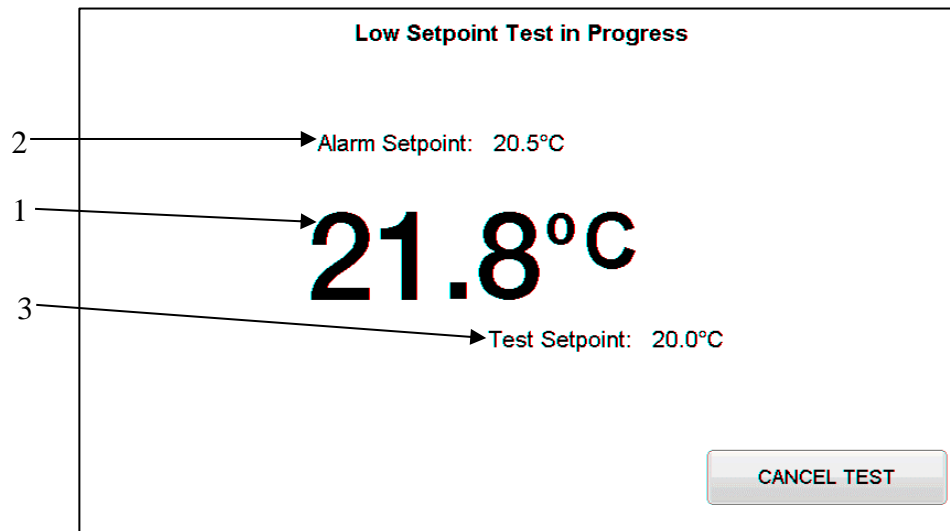 Low Setpoint Test in Progress
2
Alarm Setpoint: 20.5°C
1
21.8ºC
3
Test Setpoint: 20.0°C
CANCEL TEST